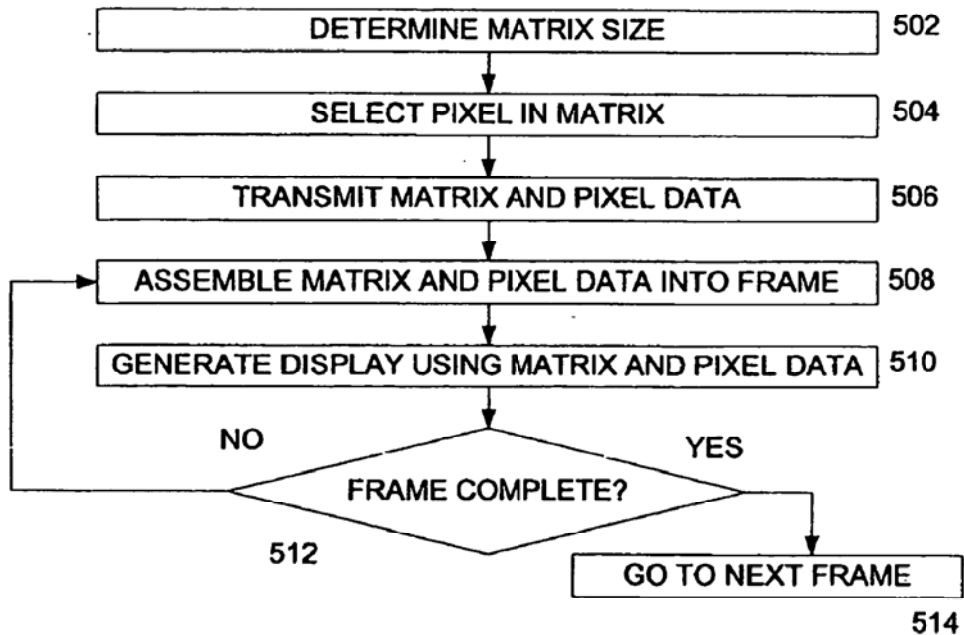 DETERMINE MATRIX SIZE 502
SELECT PIXEL IN MATRIX 504
TRANSMIT MATRIX AND PIXEL DATA 506
ASSEMBLE MATRIX AND PIXEL DATA INTO FRAME 508
GENERATE DISPLAY USING MATRIX AND PIXEL DATA 510
NO YES
FRAME COMPLETE?
512
GO TO NEXT FRAME
514